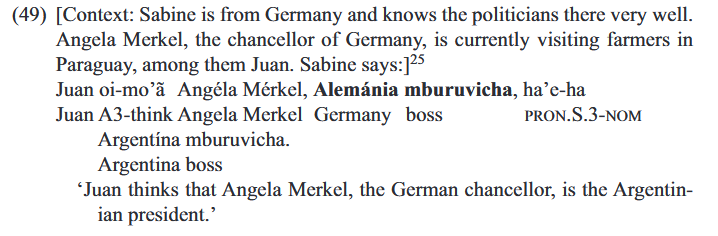 (49) [Context: Sabine is from Germany and knows the politicians there very well.
Angela Merkel, the chancellor of Germany, is currently visiting farmers in
Paraguay, among them Juan. Sabine says:]25
Juan oi-mo’ã Angéla Mérkel, Alemánia mburuvicha, ha’e-ha
Juan A3-think Angela Merkel Germany boss PRON.S.3-NOM
Argentína mburuvicha.
Argentina boss
‘Juan thinks that Angela Merkel, the German chancellor, is the Argentin-
ian president.’